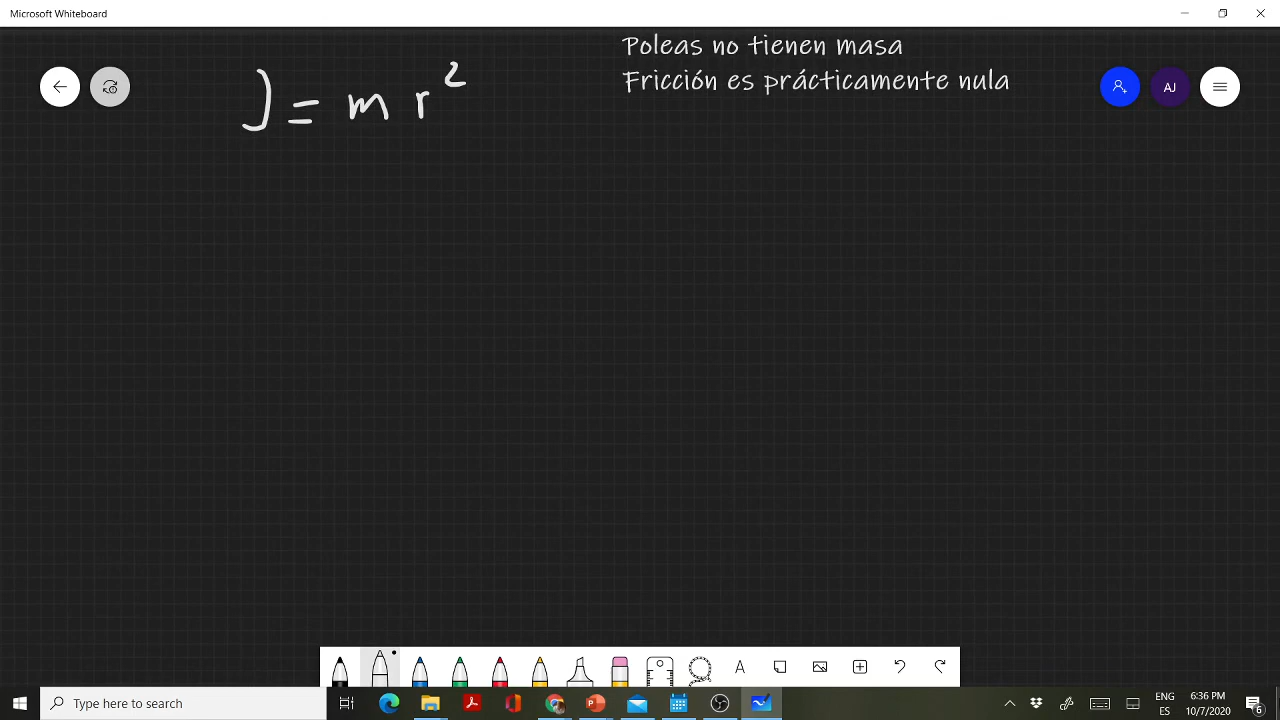 Microsoft Whiteboard
Poleas no tienen masa
Fricción es prácticamente nula
J = m r²
AJ
A
Type here to search
ENG
ES
6:36 PM
10/7/2020
6